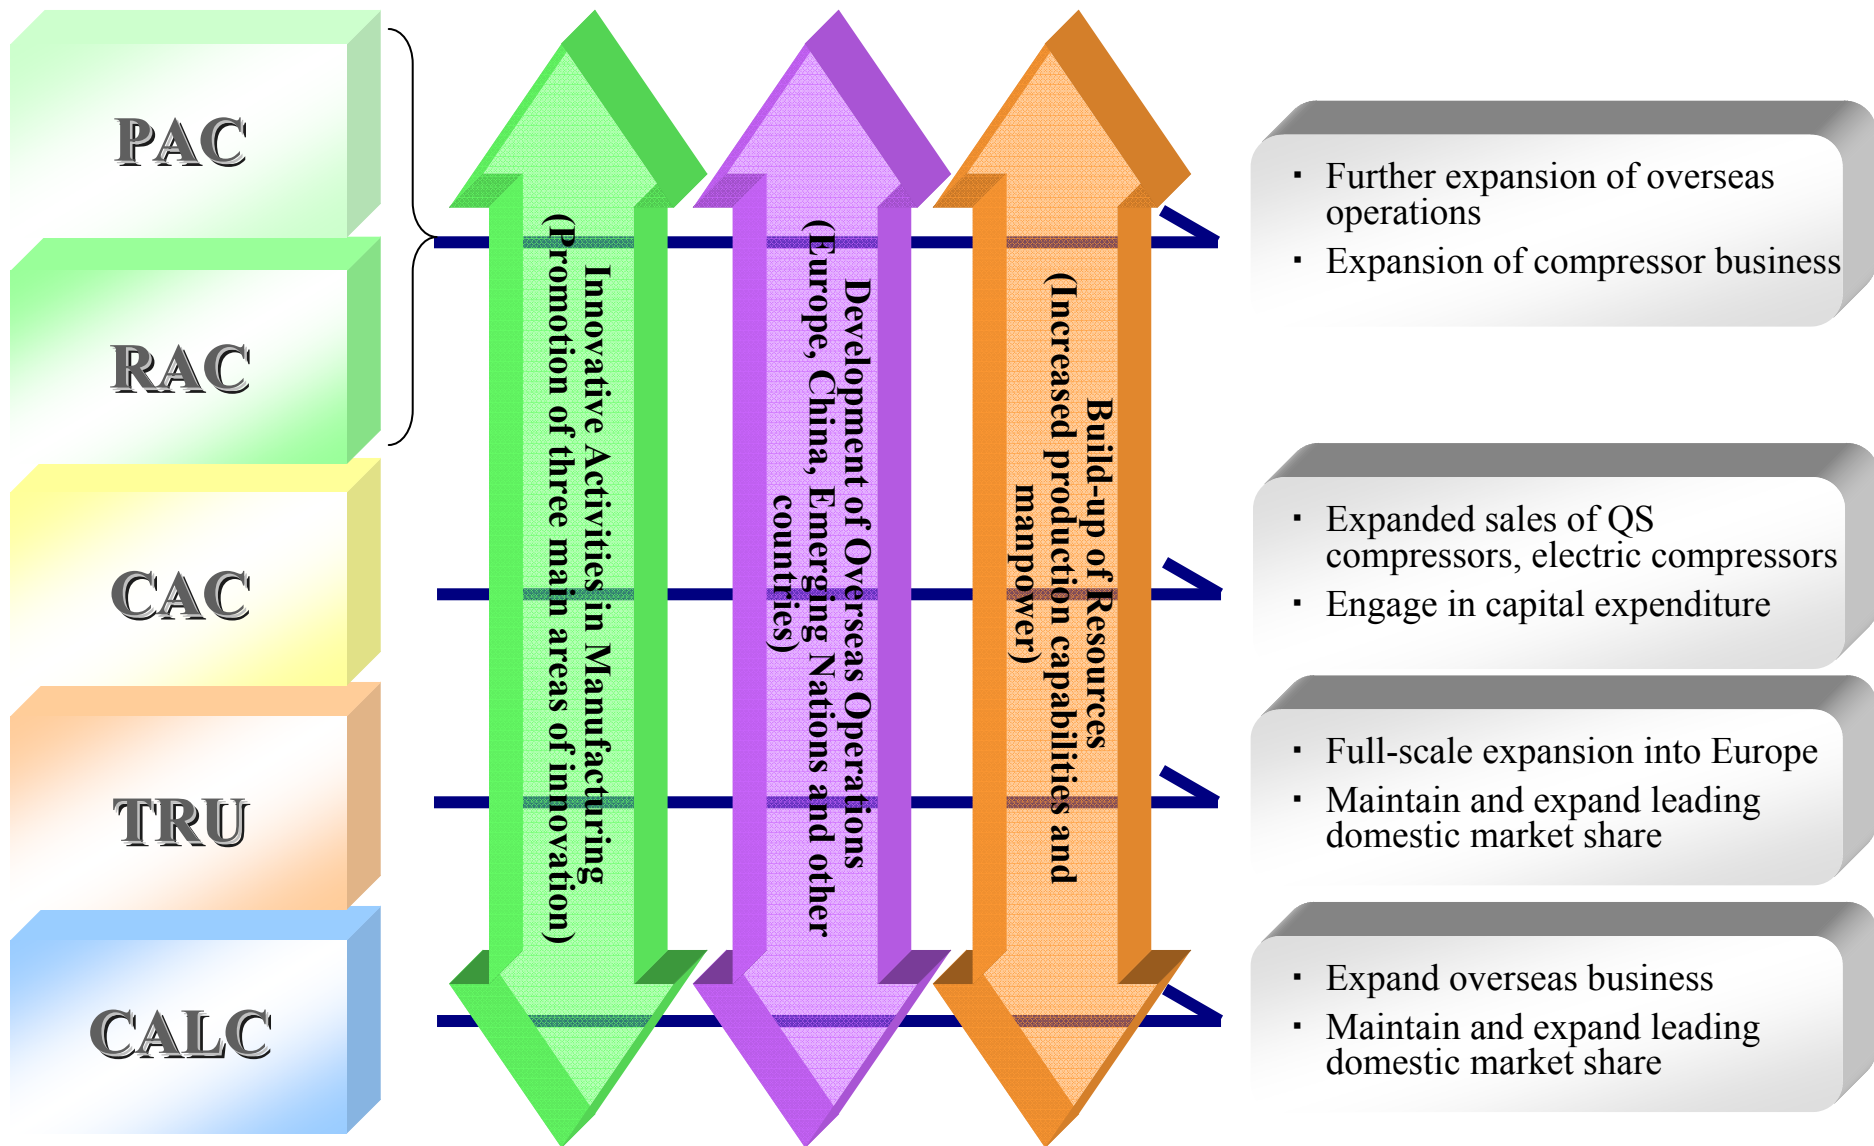 PAC
RAC
CAC
TRU
CALC
Innovative Activities in Manufacturing
(Promotion of three main areas of innovation)
Development of Overseas Operations
(Europe, China, Emerging Nations and other
countries)
Build-up of Resources
(Increased production capabilities and
manpower)
▪ Further expansion of overseas
operations
▪ Expansion of compressor business
▪ Expanded sales of QS
compressors, electric compressors
▪ Engage in capital expenditure
▪ Full-scale expansion into Europe
▪ Maintain and expand leading
domestic market share
▪ Expand overseas business
▪ Maintain and expand leading
domestic market share